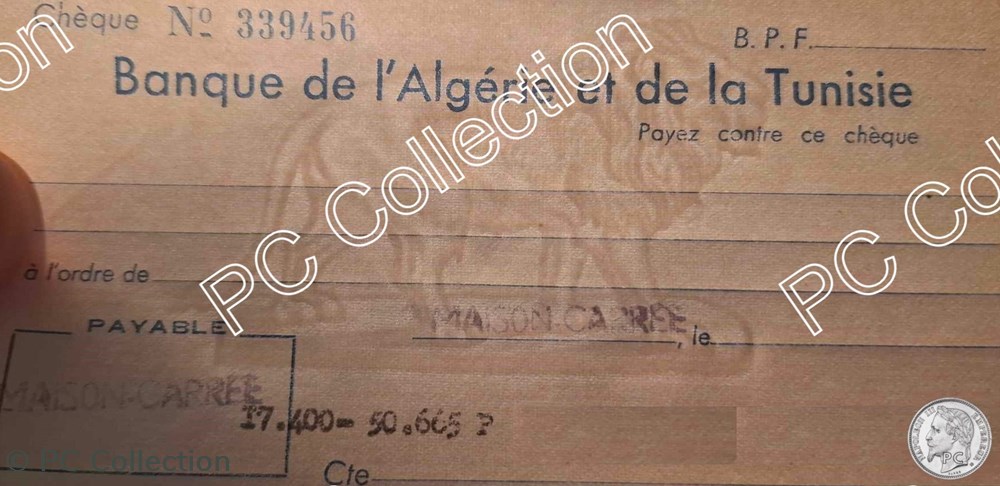 Chèque Nº 339456
B. P. F.
Banque de l'Algérie et de la Tunisie
Payez contre ce chèque
à l'ordre de
MAISON-CARRÉE, le
PAYABLE
MAISON-CARRÉE
17.400- 50.665 P
Cte
PC Collection
PC Collection
© PC Collection
PC